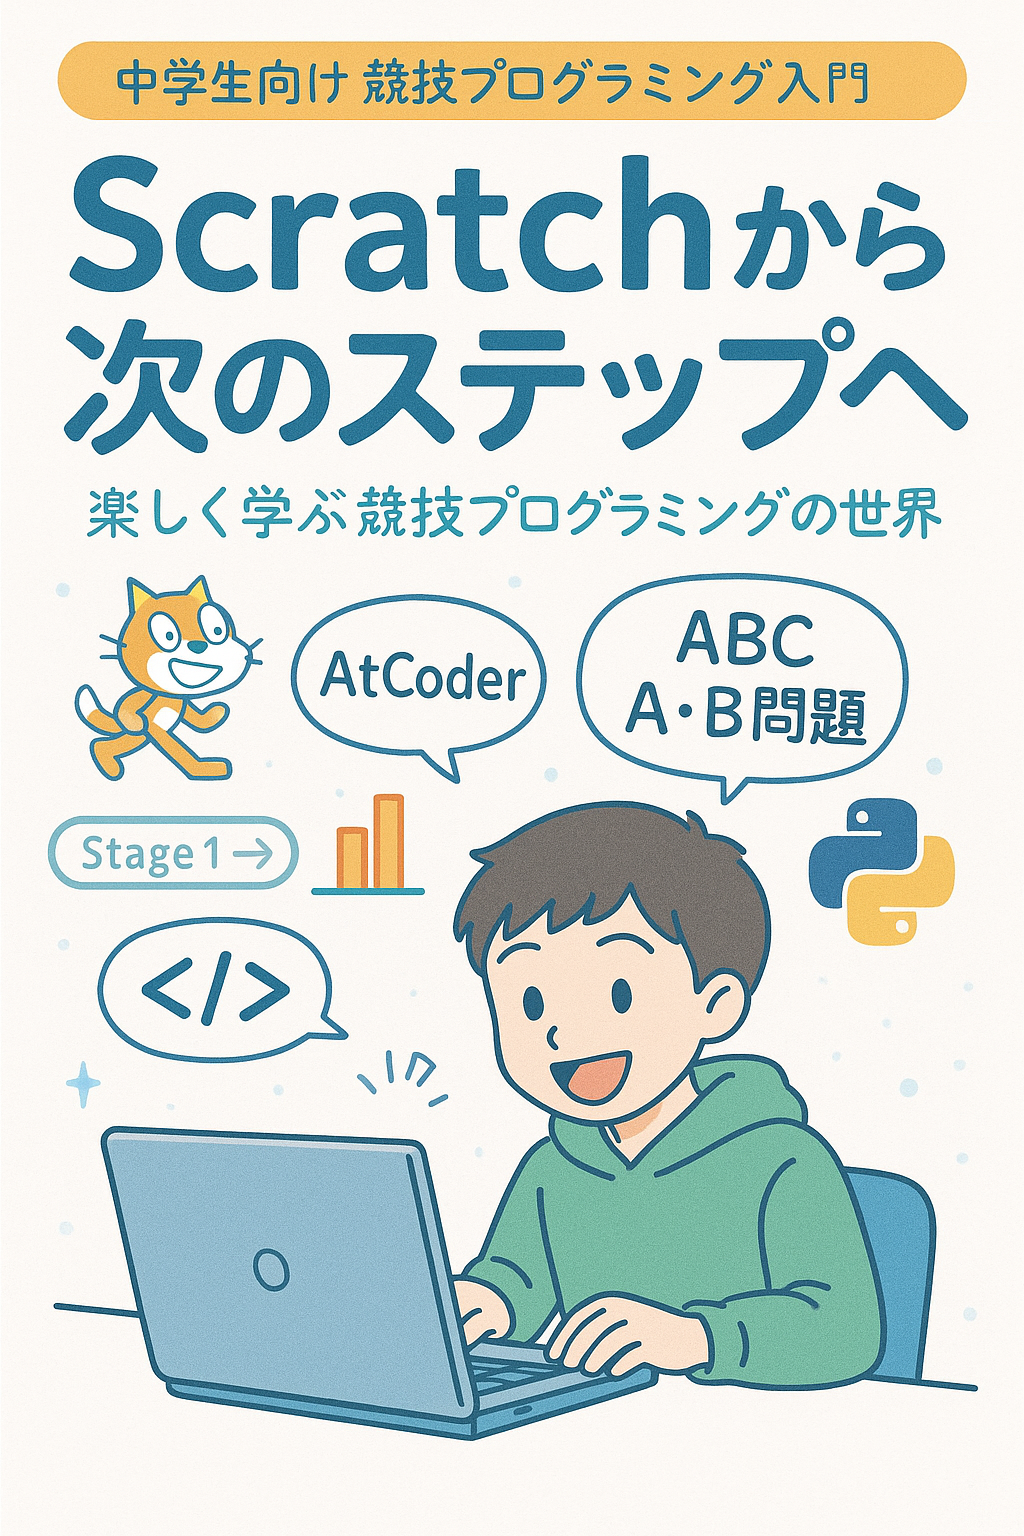 中学生向け 競技プログラミング入門
Scratchから
次のステップへ
楽しく学ぶ 競技プログラミングの世界
AtCoder
ABC
A・B問題
Stage 1 →
</>